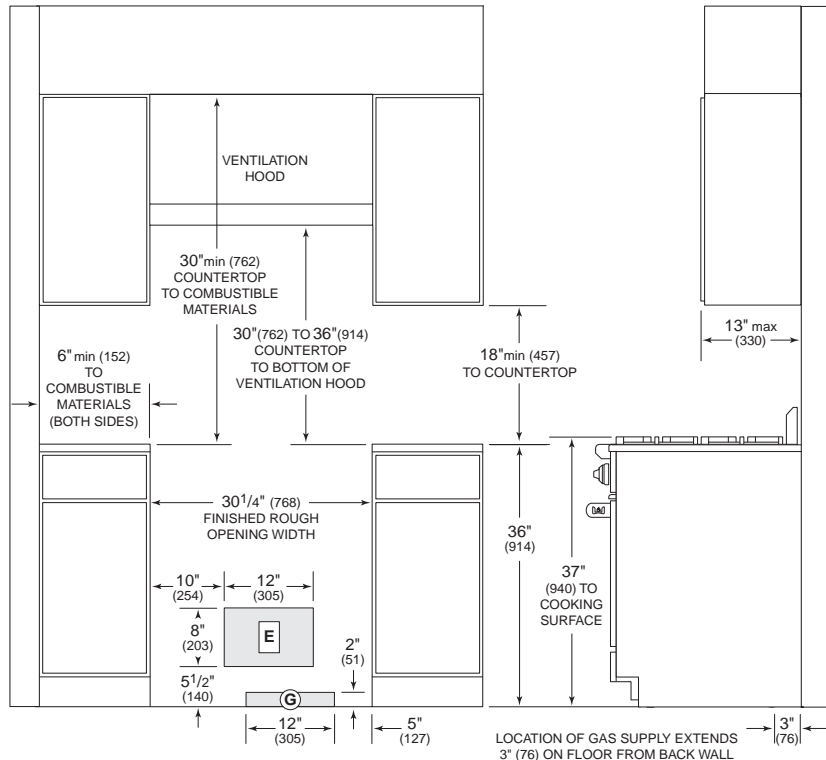 VENTILATION
HOOD
30"min (762)
COUNTERTOP
TO COMBUSTIBLE
MATERIALS
30"(762) TO 36"(914)
COUNTERTOP
TO BOTTOM OF
VENTILATION HOOD
6" min (152)
TO
COMBUSTIBLE
MATERIALS
(BOTH SIDES)
18"min (457)
TO COUNTERTOP
13" max
(330)
30 1/4" (768)
FINISHED ROUGH
OPENING WIDTH
36"
(914)
37"
(940) TO
COOKING
SURFACE
10"
(254)
12"
(305)
8"
(203)
E
5 1/2"
(140)
2"
(51)
G
12"
(305)
5"
(127)
LOCATION OF GAS SUPPLY EXTENDS
3" (76) ON FLOOR FROM BACK WALL
3"
(76)